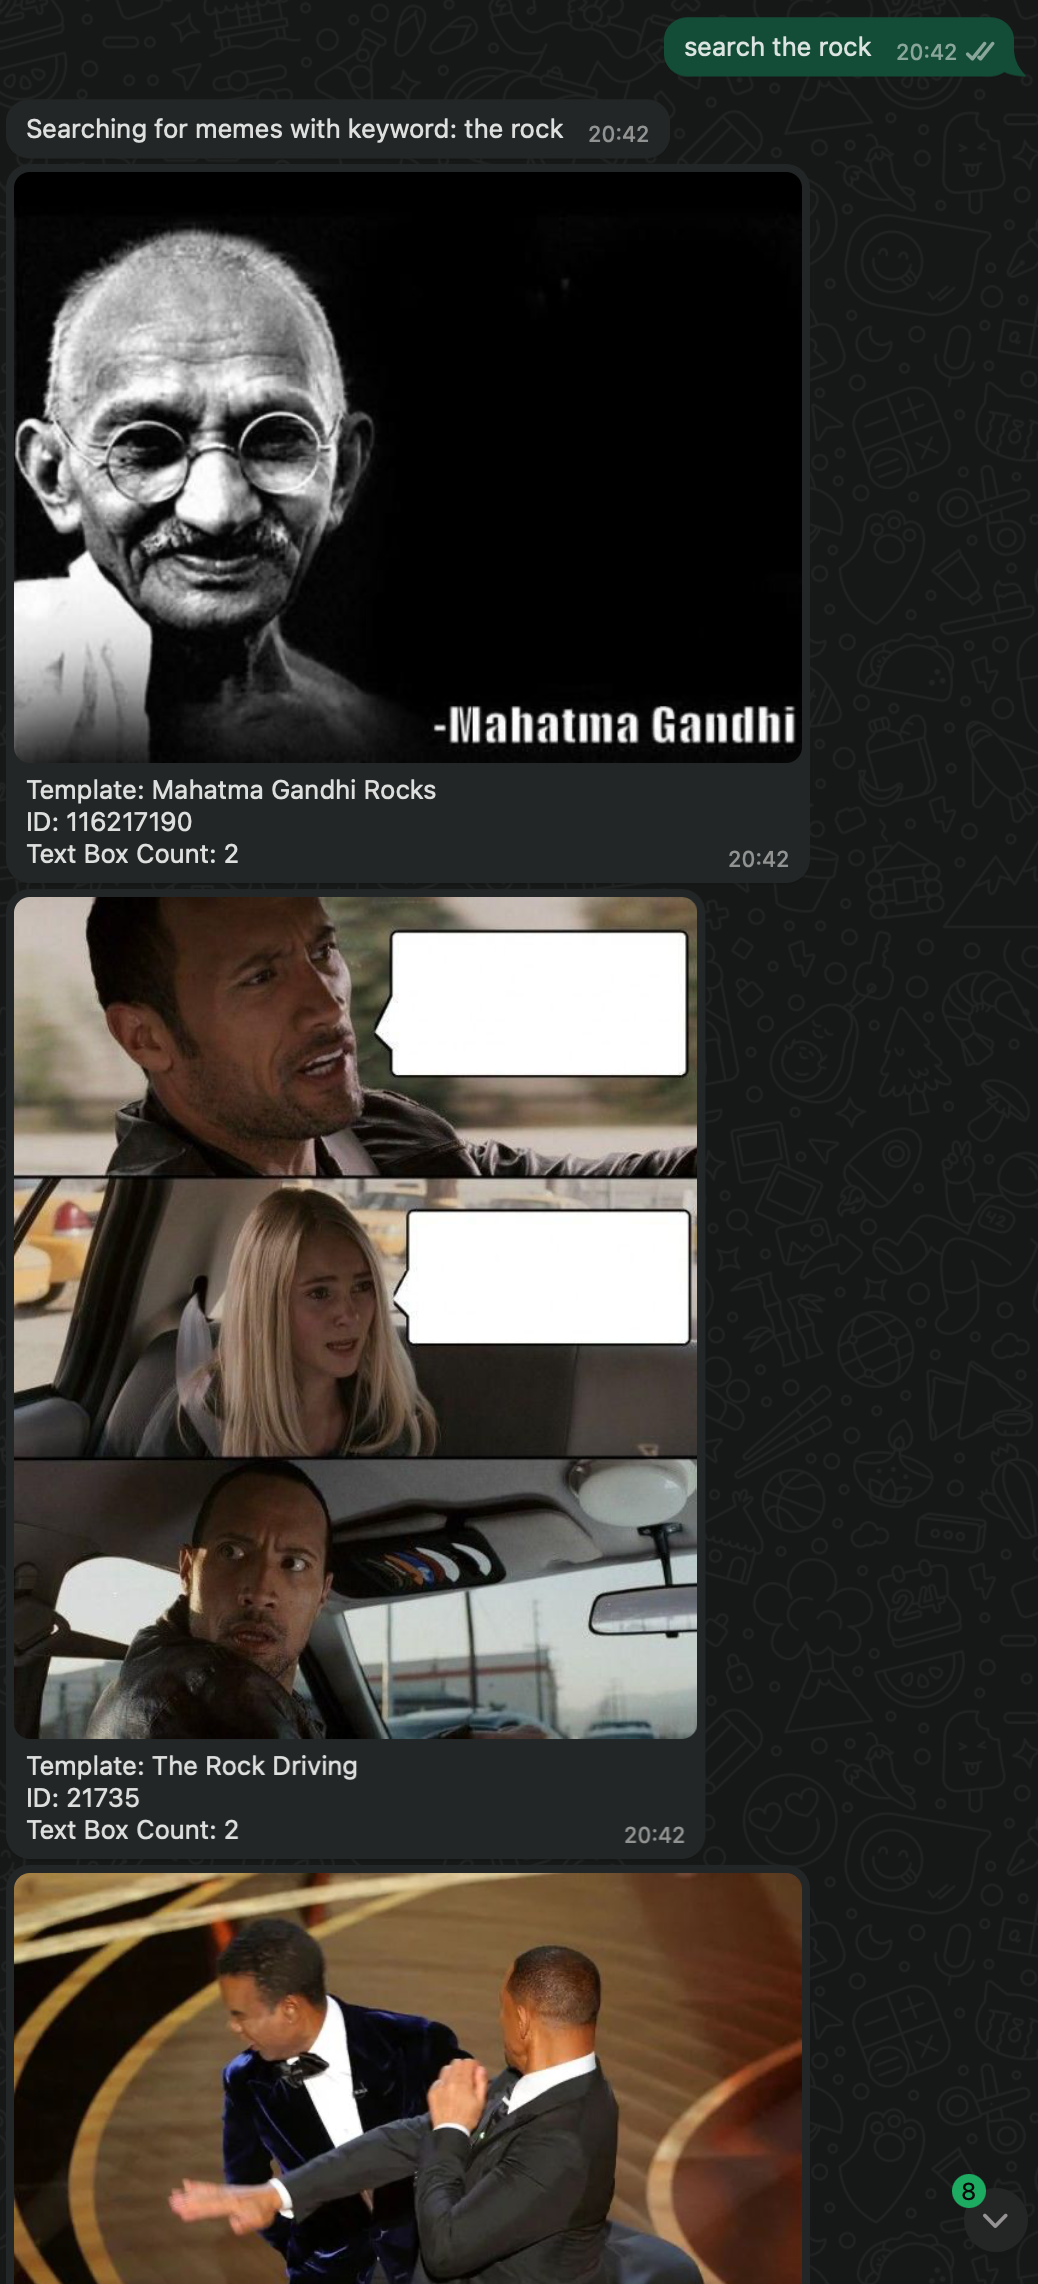 search the rock 20:42
Searching for memes with keyword: the rock 20:42
-Mahatma Gandhi
Template: Mahatma Gandhi Rocks
ID: 116217190
Text Box Count: 2
20:42
Template: The Rock Driving
ID: 21735
Text Box Count: 2
20:42
8